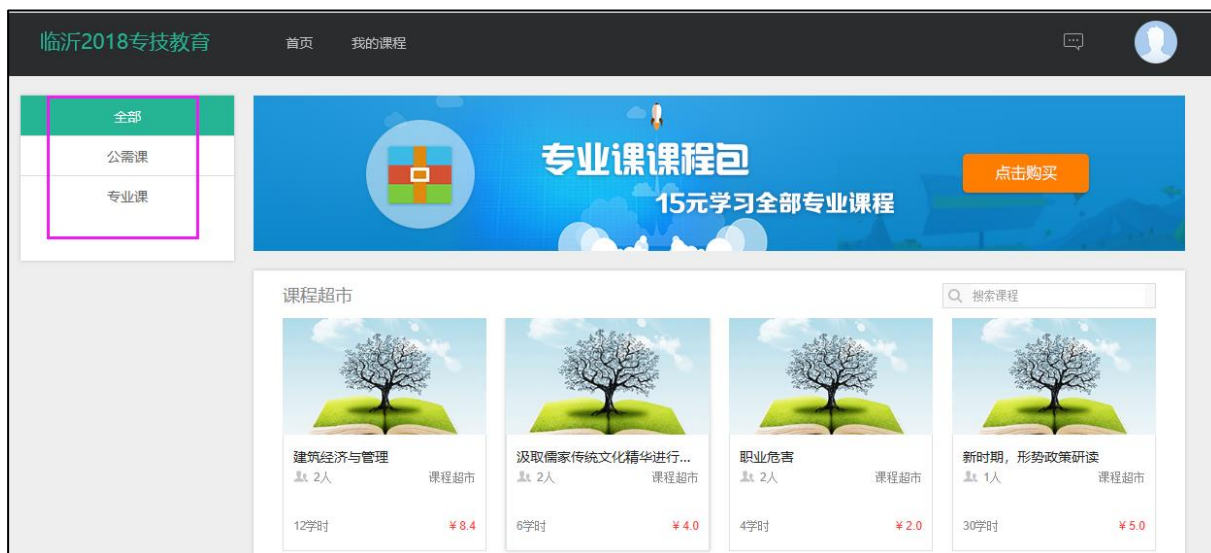 临沂2018专技教育 首页 我的课程
全部
公需课
专业课
专业课课程包
15元学习全部专业课程
点击购买
课程超市
搜索课程
建筑经济与管理
2人 课程超市
12学时 ¥ 8.4
汲取儒家传统文化精华进行...
2人 课程超市
6学时 ¥ 4.0
职业危害
2人 课程超市
4学时 ¥ 2.0
新时期，形势政策研读
1人 课程超市
30学时 ¥ 5.0